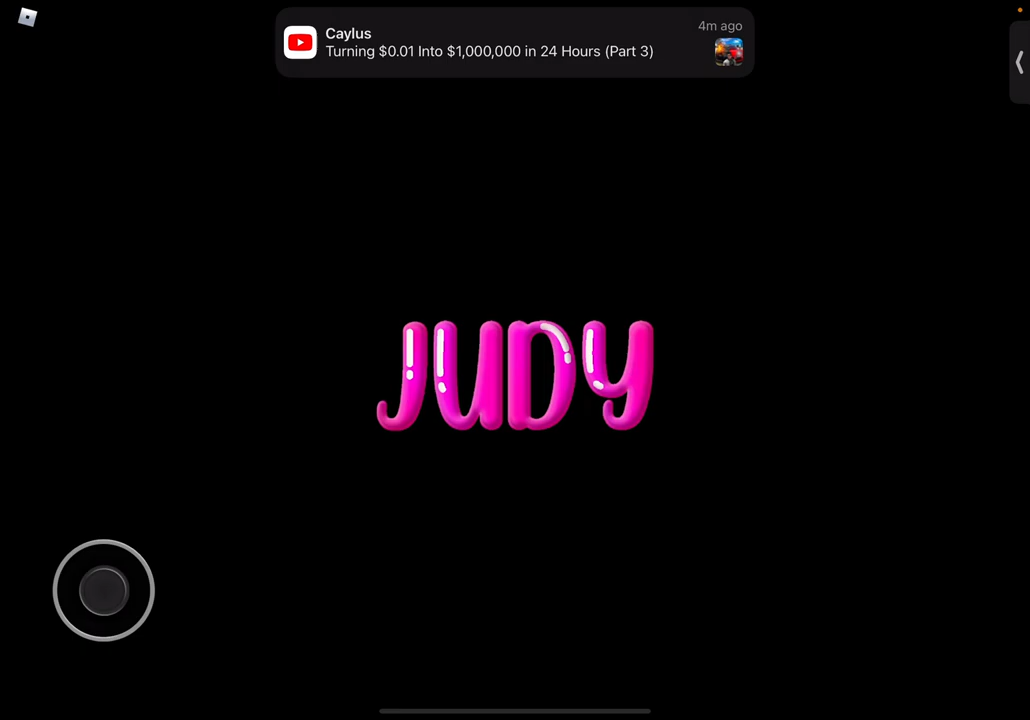 Caylus
4m ago
Turning $0.01 Into $1,000,000 in 24 Hours (Part 3)
JUDY